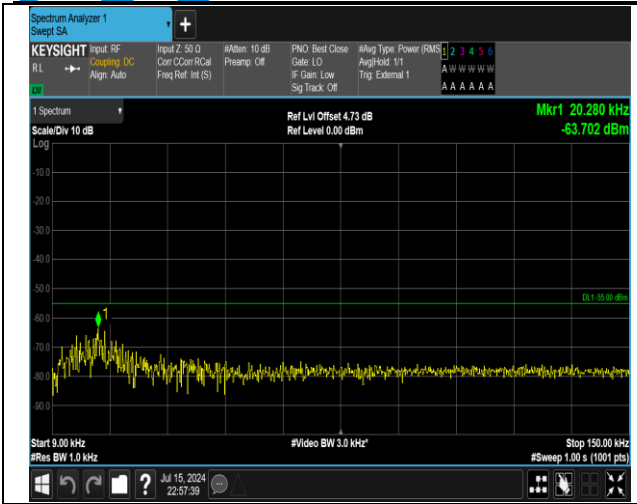 Spectrum Analyzer 1
Swept SA
+
KEYSIGHT
RL
LNI
Input: RF
Coupling: DC
Align: Auto
Input Z: 50 Ω
Corr CCorr RCal
Freq Ref: Int (S)
#Atten: 10 dB
Preamp: Off
PNO: Best Close
Gate: LO
IF Gain: Low
Sig Track: Off
#Avg Type: Power (RMS
Avg|Hold: 1/1
Trig: External 1
1 2 3 4 5 6
A W W W W W
A A A A A A
1 Spectrum
Scale/Div 10 dB
Log
Ref Lvl Offset 4.73 dB
Ref Level 0.00 dBm
Mkr1 20.280 kHz
-63.702 dBm
-10.0
-20.0
-30.0
-40.0
-50.0
DL1 -55.00 dBm
-60.0
1
-70.0
-80.0
-90.0
Start 9.00 kHz
#Res BW 1.0 kHz
#Video BW 3.0 kHz*
Stop 150.00 kHz
#Sweep 1.00 s (1001 pts)
?
Jul 15, 2024
22:57:39